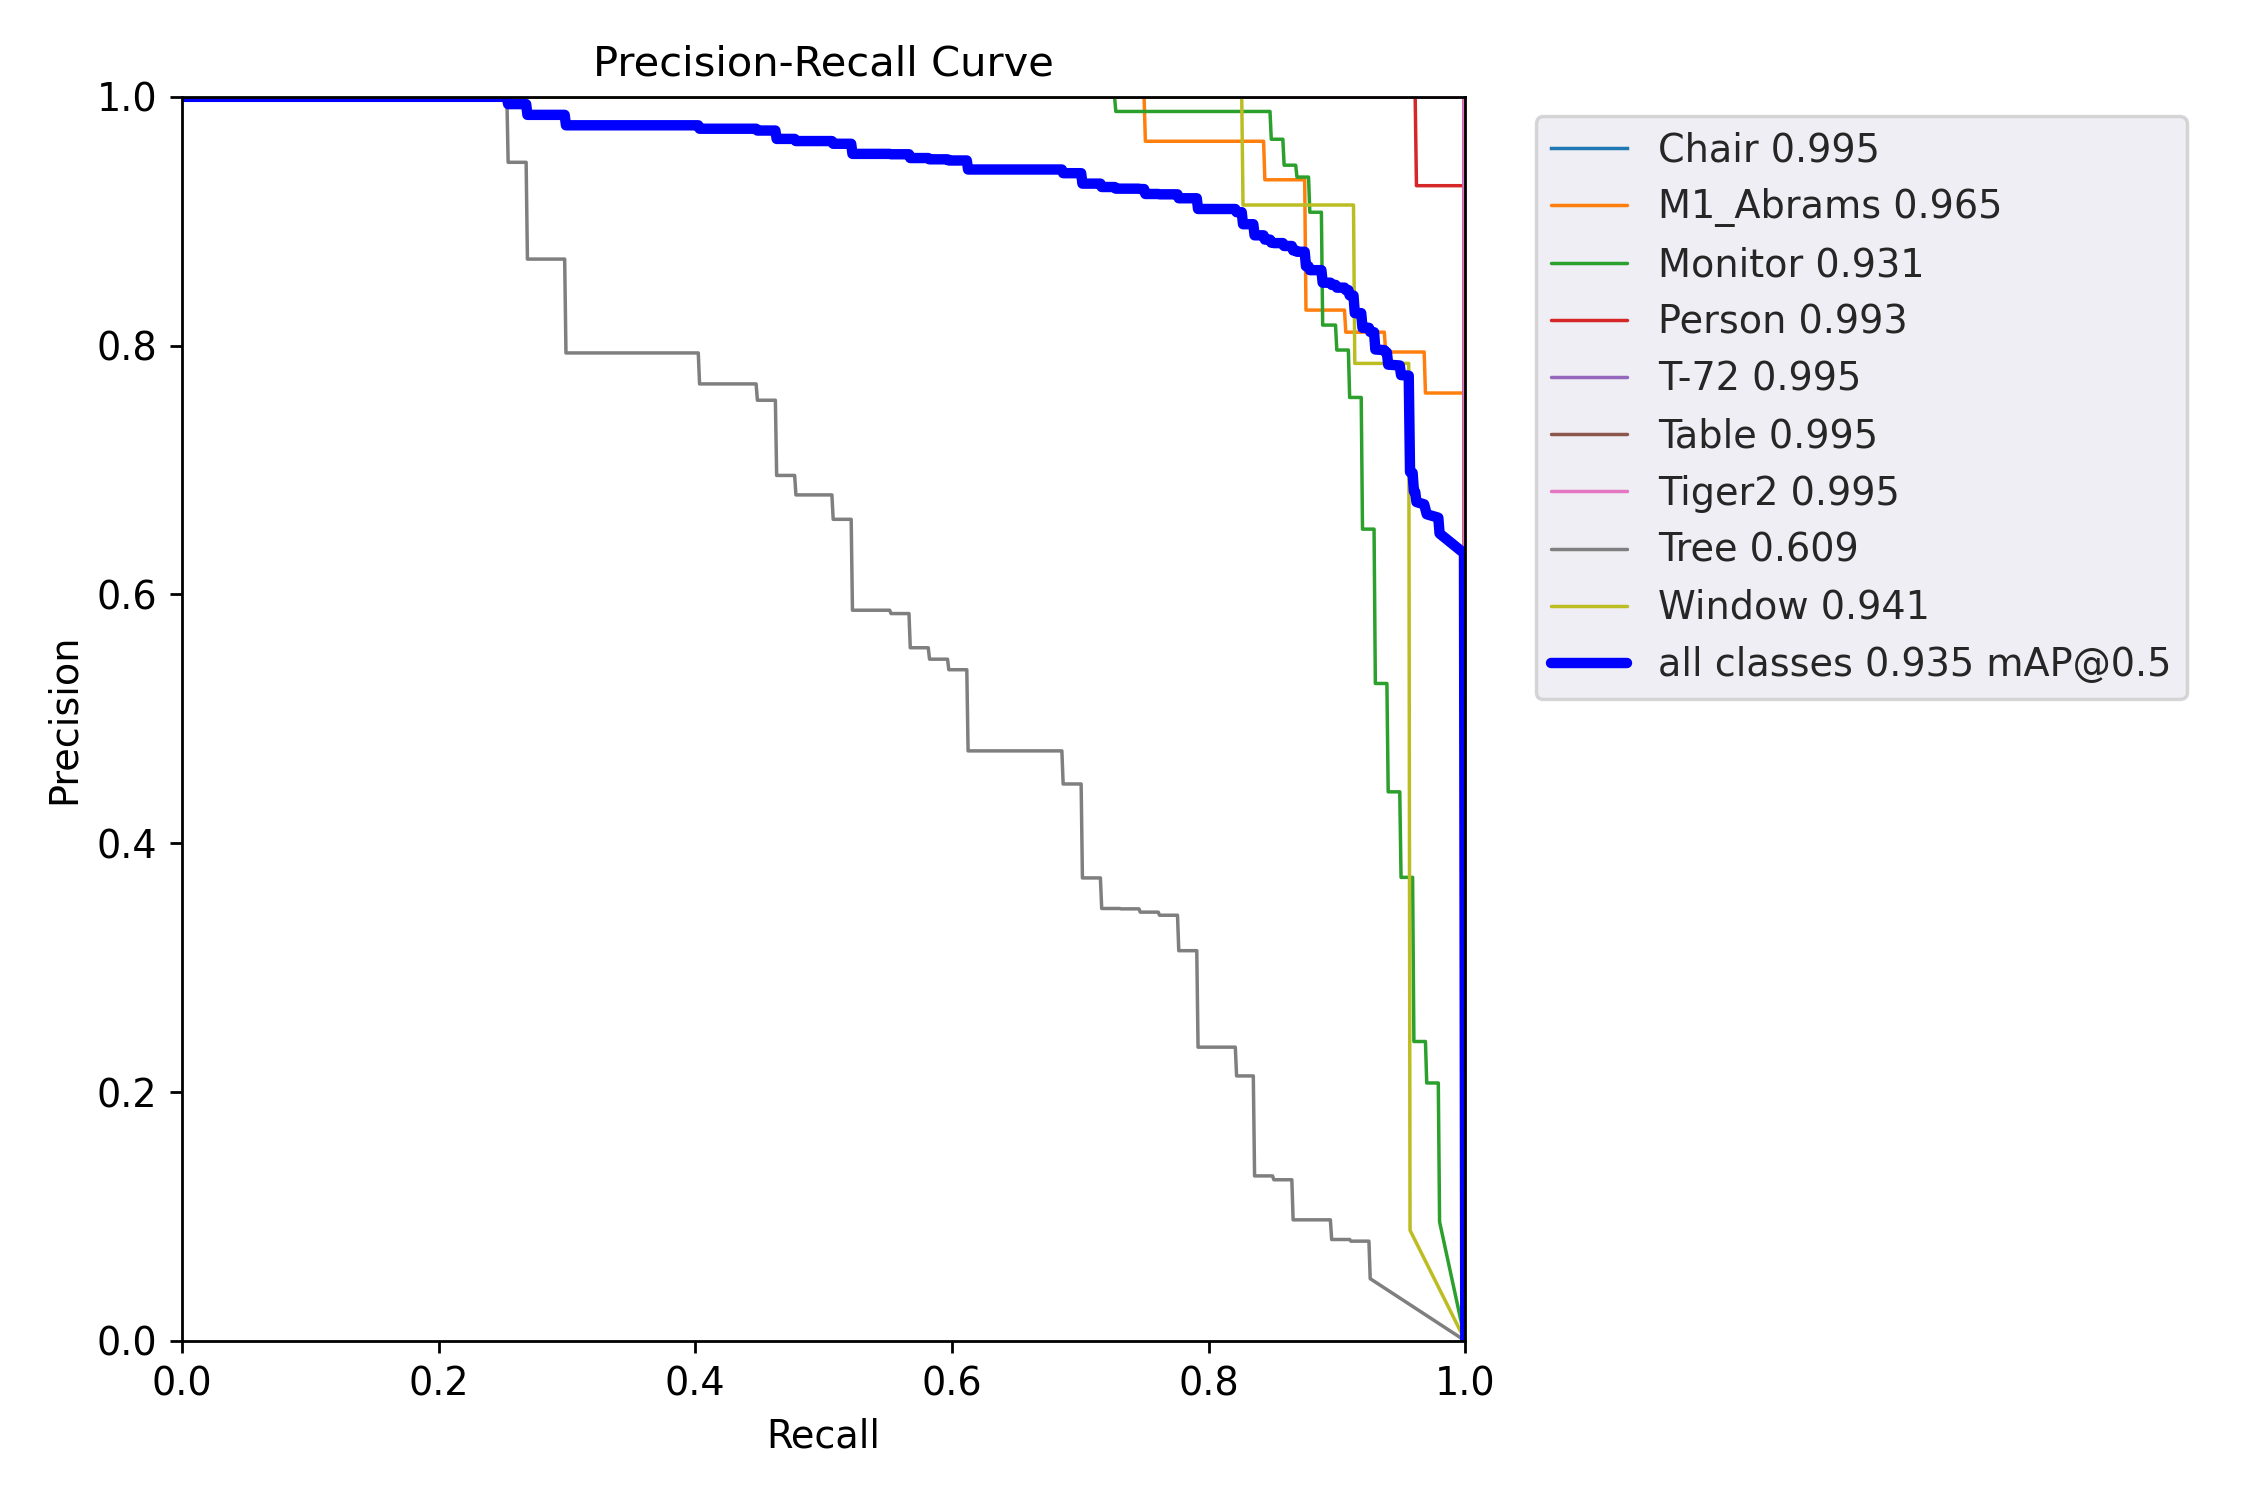 Precision-Recall Curve
1.0
0.8
0.6
0.4
0.2
0.0
Precision
0.0 0.2 0.4 0.6 0.8 1.0
Recall
Chair 0.995
M1_Abrams 0.965
Monitor 0.931
Person 0.993
T-72 0.995
Table 0.995
Tiger2 0.995
Tree 0.609
Window 0.941
all classes 0.935 mAP@0.5